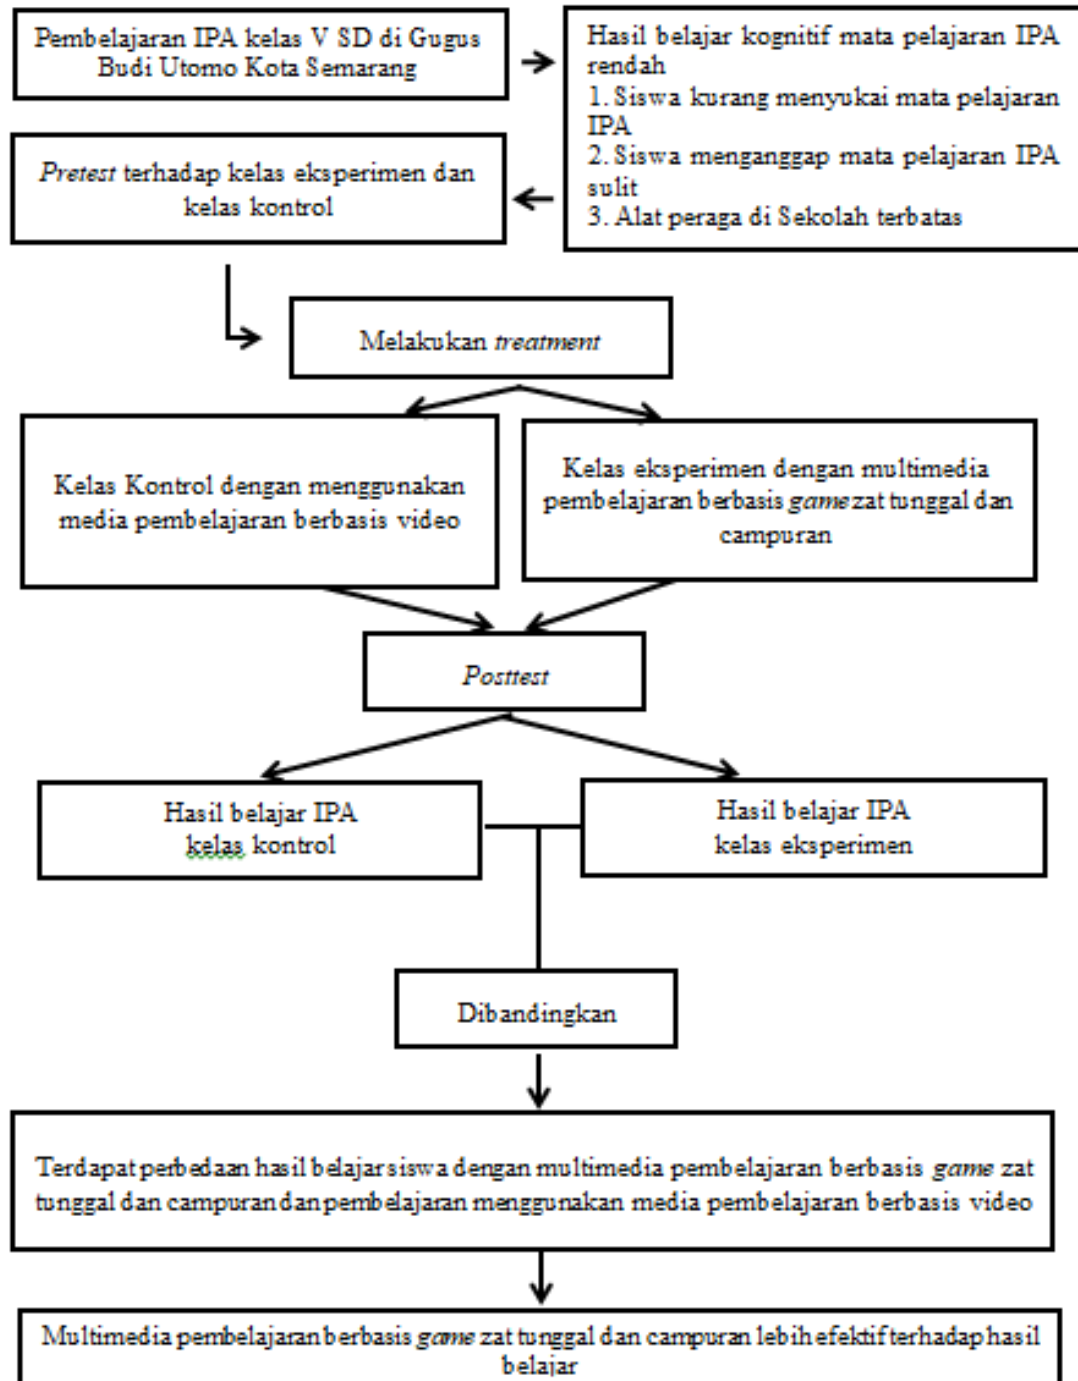 Pembelajaran IPA kelas V SD di Gugus
Budi Utomo Kota Semarang
Hasil belajar kognitif mata pelajaran IPA
rendah
1. Siswa kurang menyukai mata pelajaran
IPA
2. Siswa menganggap mata pelajaran IPA
sulit
3. Alat peraga di Sekolah terbatas
Pretest terhadap kelas eksperimen dan
kelas kontrol
Melakukan treatment
Kelas Kontrol dengan menggunakan
media pembelajaran berbasis video
Kelas eksperimen dengan multimedia
pembelajaran berbasis game zat tunggal dan
campuran
Posttest
Hasil belajar IPA
kelas kontrol
Hasil belajar IPA
kelas eksperimen
Dibandingkan
Terdapat perbedaan hasil belajar siswa dengan multimedia pembelajaran berbasis game zat
tunggal dan campuran dan pembelajaran menggunakan media pembelajaran berbasis video
Multimedia pembelajaran berbasis game zat tunggal dan campuran lebih efektif terhadap hasil
belajar